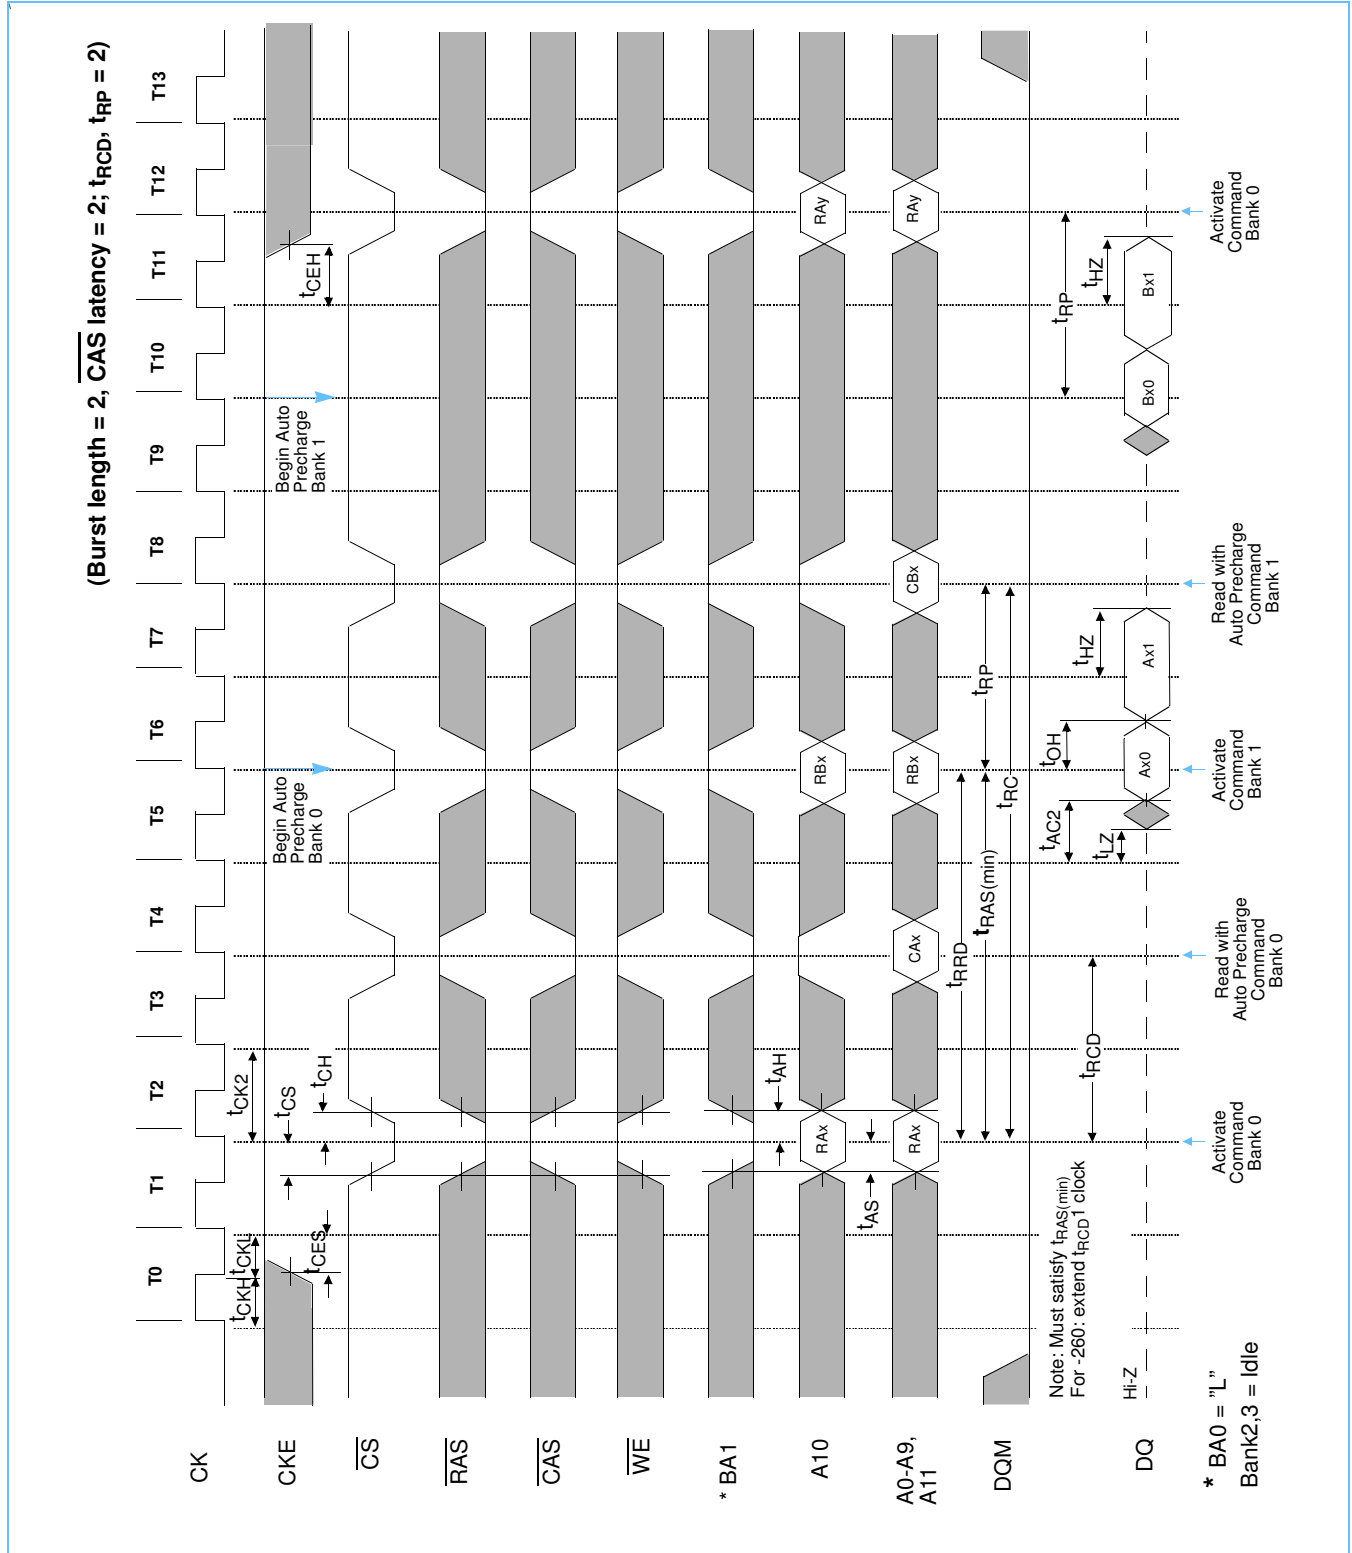 (Burst length = 2, CAS latency = 2; tRCD, tRP = 2)
T0 T1 T2 T3 T4 T5 T6 T7 T8 T9 T10 T11 T12 T13
CK
tCKH tCKL tCK2
CKE
tCES tCS tCH
Begin Auto
Precharge
Bank 0
Begin Auto
Precharge
Bank 1
tCEH
CS
RAS
CAS
WE
* BA1
tAH
A10
RAx RBx RAy
tAS
A0-A9,
A11
RAx CAx RBx CBx RAy
tRRD
tRAS(min) tRP
DQM
tRC
Note: Must satisfy tRAS(min)
For -260: extend tRCD1 clock
tRCD
tAC2 tOH tHZ
tLZ
tRP tHZ
DQ
Hi-Z
Ax0 Ax1 Bx0 Bx1
Activate
Command
Bank 0
Read with
Auto Precharge
Command
Bank 0
Activate
Command
Bank 1
Read with
Auto Precharge
Command
Bank 1
Activate
Command
Bank 0
* BA0 = ”L”
Bank2,3 = Idle